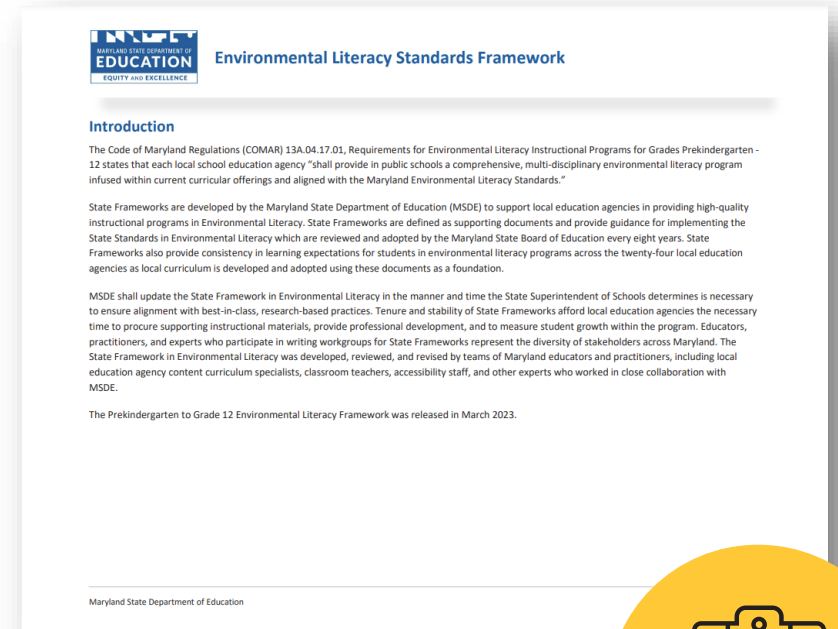 MARYLAND STATE DEPARTMENT OF
EDUCATION
EQUITY AND EXCELLENCE
Environmental Literacy Standards Framework
Introduction
The Code of Maryland Regulations (COMAR) 13A.04.17.01, Requirements for Environmental Literacy Instructional Programs for Grades Prekindergarten -
12 states that each local school education agency “shall provide in public schools a comprehensive, multi-disciplinary environmental literacy program
infused within current curricular offerings and aligned with the Maryland Environmental Literacy Standards.”
State Frameworks are developed by the Maryland State Department of Education (MSDE) to support local education agencies in providing high-quality
instructional programs in Environmental Literacy. State Frameworks are defined as supporting documents and provide guidance for implementing the
State Standards in Environmental Literacy which are reviewed and adopted by the Maryland State Board of Education every eight years. State
Frameworks also provide consistency in learning expectations for students in environmental literacy programs across the twenty-four local education
agencies as local curriculum is developed and adopted using these documents as a foundation.
MSDE shall update the State Framework in Environmental Literacy in the manner and time the State Superintendent of Schools determines is necessary
to ensure alignment with best-in-class, research-based practices. Tenure and stability of State Frameworks afford local education agencies the necessary
time to procure supporting instructional materials, provide professional development, and to measure student growth within the program. Educators,
practitioners, and experts who participate in writing workgroups for State Frameworks represent the diversity of stakeholders across Maryland. The
State Framework in Environmental Literacy was developed, reviewed, and revised by teams of Maryland educators and practitioners, including local
education agency content curriculum specialists, classroom teachers, accessibility staff, and other experts who worked in close collaboration with
MSDE.
The Prekindergarten to Grade 12 Environmental Literacy Framework was released in March 2023.
Maryland State Department of Education